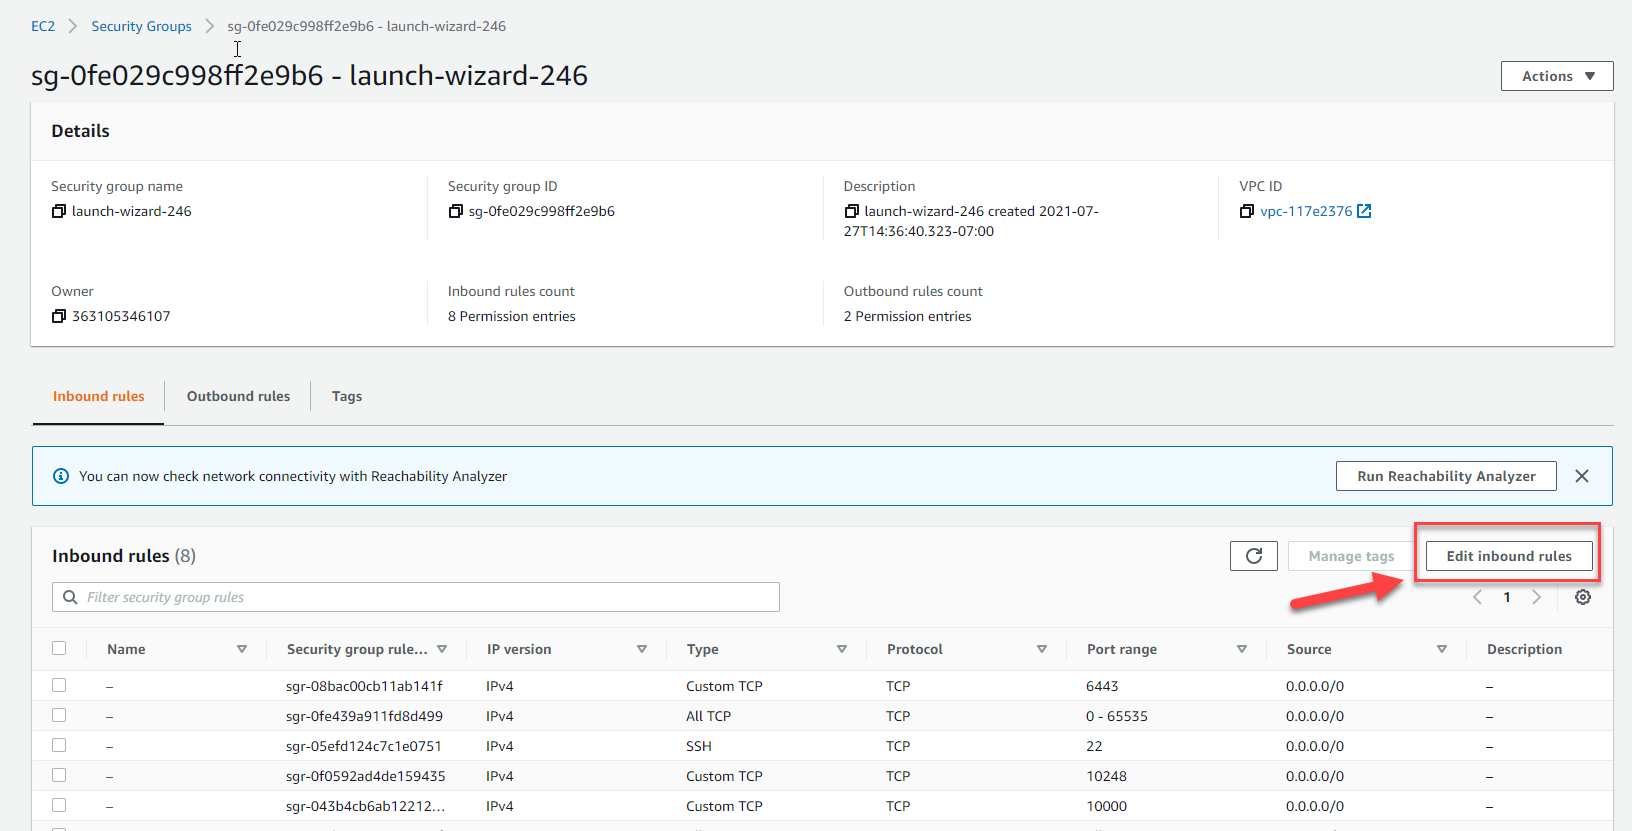 EC2 > Security Groups > sg-0fe029c998ff2e9b6 - launch-wizard-246
sg-0fe029c998ff2e9b6 - launch-wizard-246
Actions
Details
Security group name
launch-wizard-246
Security group ID
sg-0fe029c998ff2e9b6
Description
launch-wizard-246 created 2021-07-
27T14:36:40.323-07:00
VPC ID
vpc-117e2376
Owner
363105346107
Inbound rules count
8 Permission entries
Outbound rules count
2 Permission entries
Inbound rules Outbound rules Tags
You can now check network connectivity with Reachability Analyzer
Run Reachability Analyzer
Inbound rules (8)
Manage tags
Edit inbound rules
Filter security group rules
1
Name Security group rule... IP version Type Protocol Port range Source Description
– sgr-08bac00cb11ab141f IPv4 Custom TCP TCP 6443 0.0.0.0/0 –
– sgr-0fe439a911fd8d499 IPv4 All TCP TCP 0 - 65535 0.0.0.0/0 –
– sgr-05efd124c7c1e0751 IPv4 SSH TCP 22 0.0.0.0/0 –
– sgr-0f0592ad4de159435 IPv4 Custom TCP TCP 10248 0.0.0.0/0 –
– sgr-043b4cb6ab12212... IPv4 Custom TCP TCP 10000 0.0.0.0/0 –